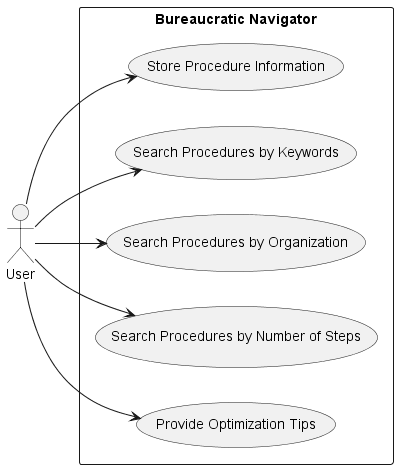 Bureaucratic Navigator
Store Procedure Information
Search Procedures by Keywords
Search Procedures by Organization
User
Search Procedures by Number of Steps
Provide Optimization Tips